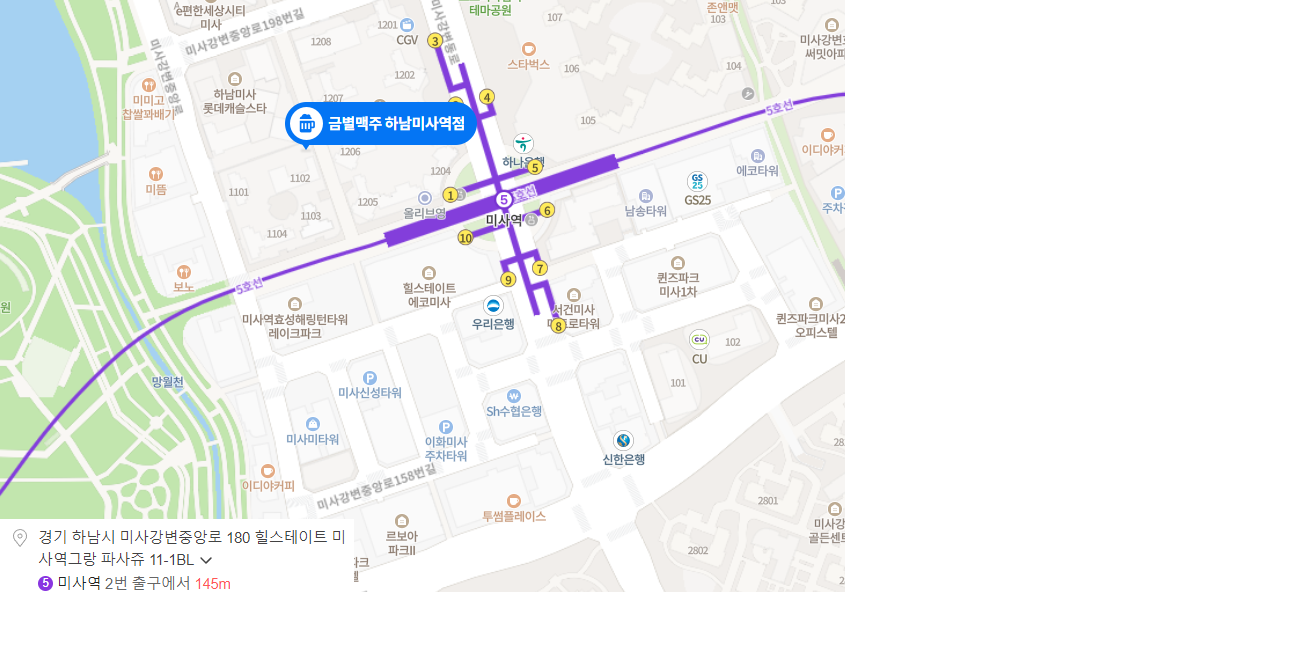 e편한세상시티
미사
미사강변중앙로198번길
1208
1201
CGV
3
미사강변동로
테마공원
107
103
존앤맷
103
미사강변
써밋아파
미사강변중앙로
하남미사
롯데캐슬스타
1207
1202
4
스타벅스
106
104
미미고
찹쌀꽈배기
금별맥주 하남미사역점
105
5호선
1206
하나은행
5
이디야커피
미뜸
1101
1102
1204
1
에코타워
GS25
GS25
5
5호선
1205
올리브영
미사역
6
남송타워
주차장
1103
1104
10
보노
5호선
힐스테이트
에코미사
9
7
퀸즈파크
미사1차
원
미사역효성해링턴타워
레이크파크
우리은행
서건미사
메트로타워
8
퀸즈파크미사2
오피스텔
CU
CU
102
망월천
미사신성타워
101
Sh수협은행
미사미타워
이화미사
주차타워
신한은행
이디야커피
미사강변중앙로158번길
투썸플레이스
르보아
파크II
파크
2801
2802
미사강
골든센트
경기 하남시 미사강변중앙로 180 힐스테이트 미
사역그랑 파사쥬 11-1BL
5 미사역 2번 출구에서 145m